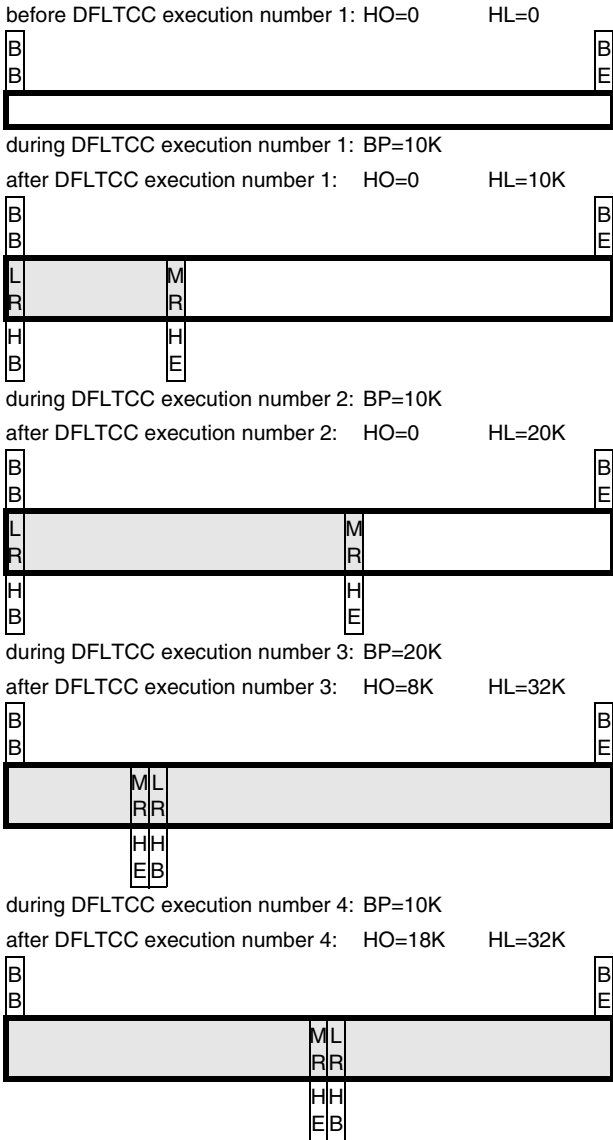 before DFLTCC execution number 1: HO=0 HL=0
B B
B E
during DFLTCC execution number 1: BP=10K
after DFLTCC execution number 1: HO=0 HL=10K
B B
B E
L M
R R
H H
B E
during DFLTCC execution number 2: BP=10K
after DFLTCC execution number 2: HO=0 HL=20K
B B
B E
L M
R R
H H
B E
during DFLTCC execution number 3: BP=20K
after DFLTCC execution number 3: HO=8K HL=32K
B B
B E
M L
R R
H H
E B
during DFLTCC execution number 4: BP=10K
after DFLTCC execution number 4: HO=18K HL=32K
B B
B E
M L
R R
H H
E B